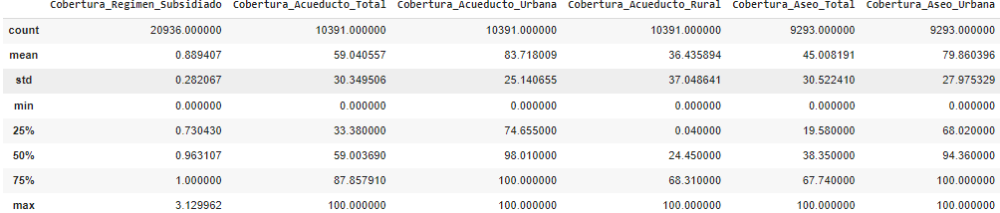 Cobertura_Regimen_Subsidiado Cobertura_Acueducto_Total Cobertura_Acueducto_Urbana Cobertura_Acueducto_Rural Cobertura_Aseo_Total Cobertura_Aseo_Urbana
count 20936.000000 10391.000000 10391.000000 10391.000000 9293.000000 9293.000000
mean 0.889407 59.040557 83.718009 36.435894 45.008191 79.860396
std 0.282067 30.349506 25.140655 37.048641 30.522410 27.975329
min 0.000000 0.000000 0.000000 0.000000 0.000000 0.000000
25% 0.730430 33.380000 74.655000 0.040000 19.580000 68.020000
50% 0.963107 59.003690 98.010000 24.450000 38.350000 94.360000
75% 1.000000 87.857910 100.000000 68.310000 67.740000 100.000000
max 3.129962 100.000000 100.000000 100.000000 100.000000 100.000000